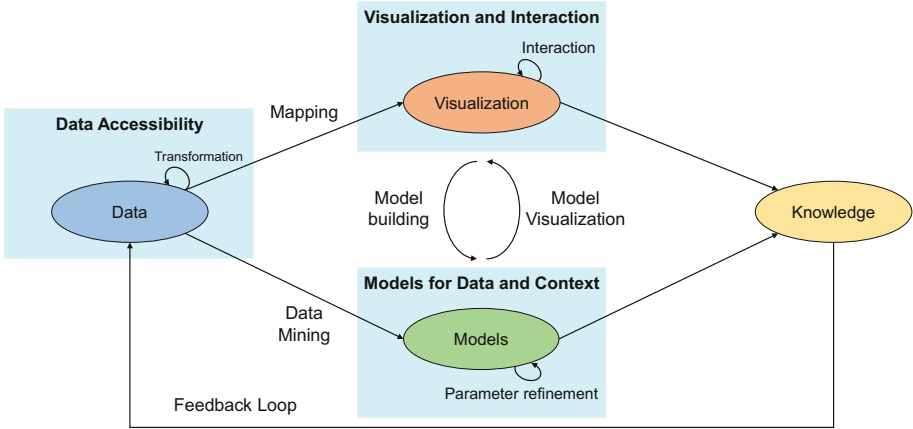 Visualization and Interaction
Interaction
Visualization
Mapping
Data Accessibility
Transformation
Data
Model
building
Model
Visualization
Knowledge
Models for Data and Context
Data
Mining
Models
Parameter refinement
Feedback Loop